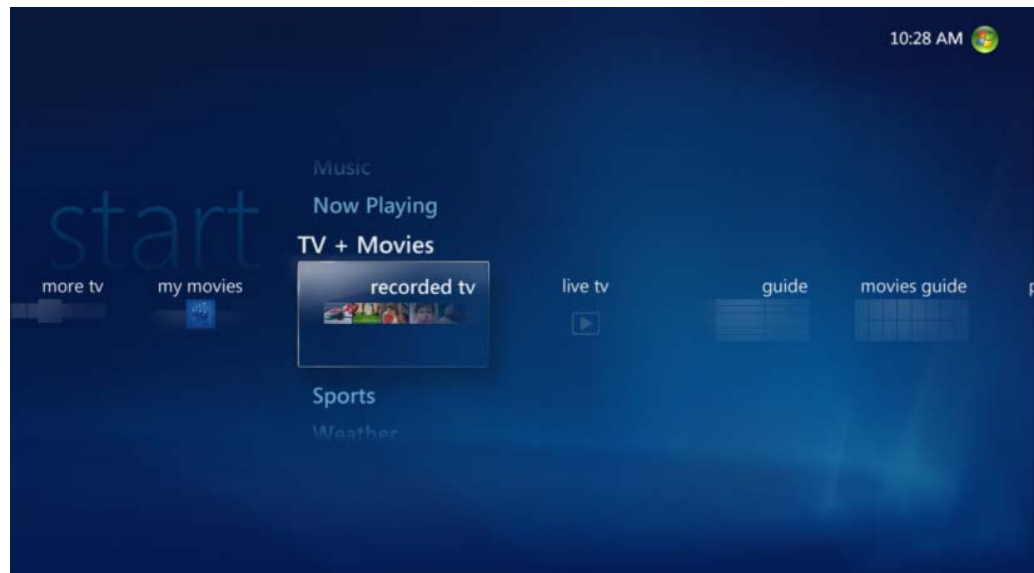 10:28 AM
start
Music
Now Playing
TV + Movies
more tv
my movies
recorded tv
live tv
guide
movies guide
p
Sports
Weather